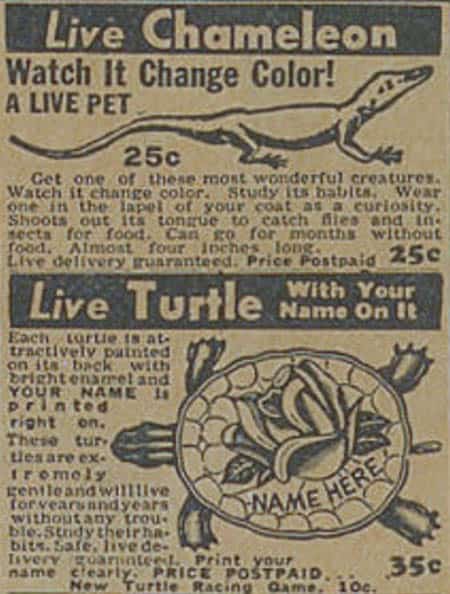 Live Chameleon
Watch It Change Color!
A LIVE PET
25c
Get one of these most wonderful creatures.
Watch it change color. Study its habits. Wear
one in the lapel of your coat as a curiosity.
Shoots out its tongue to catch flies and in-
sects for food. Can go for months without
food. Almost four inches long.
Live delivery guaranteed. Price Postpaid 25c
Live Turtle With Your
Name On It
Each turtle is at-
tractively painted
on its back with
bright enamel and
YOUR NAME is
printed
right on.
These tur-
tles are ex-
tremely
gentle and will live
for years and years
without any trou-
ble. Study their ha-
bits. Safe, live de-
livery guaranteed. Print your
name clearly. PRICE POSTPAID... 35c
New Turtle Racing Game. 10c.
NAME HERE